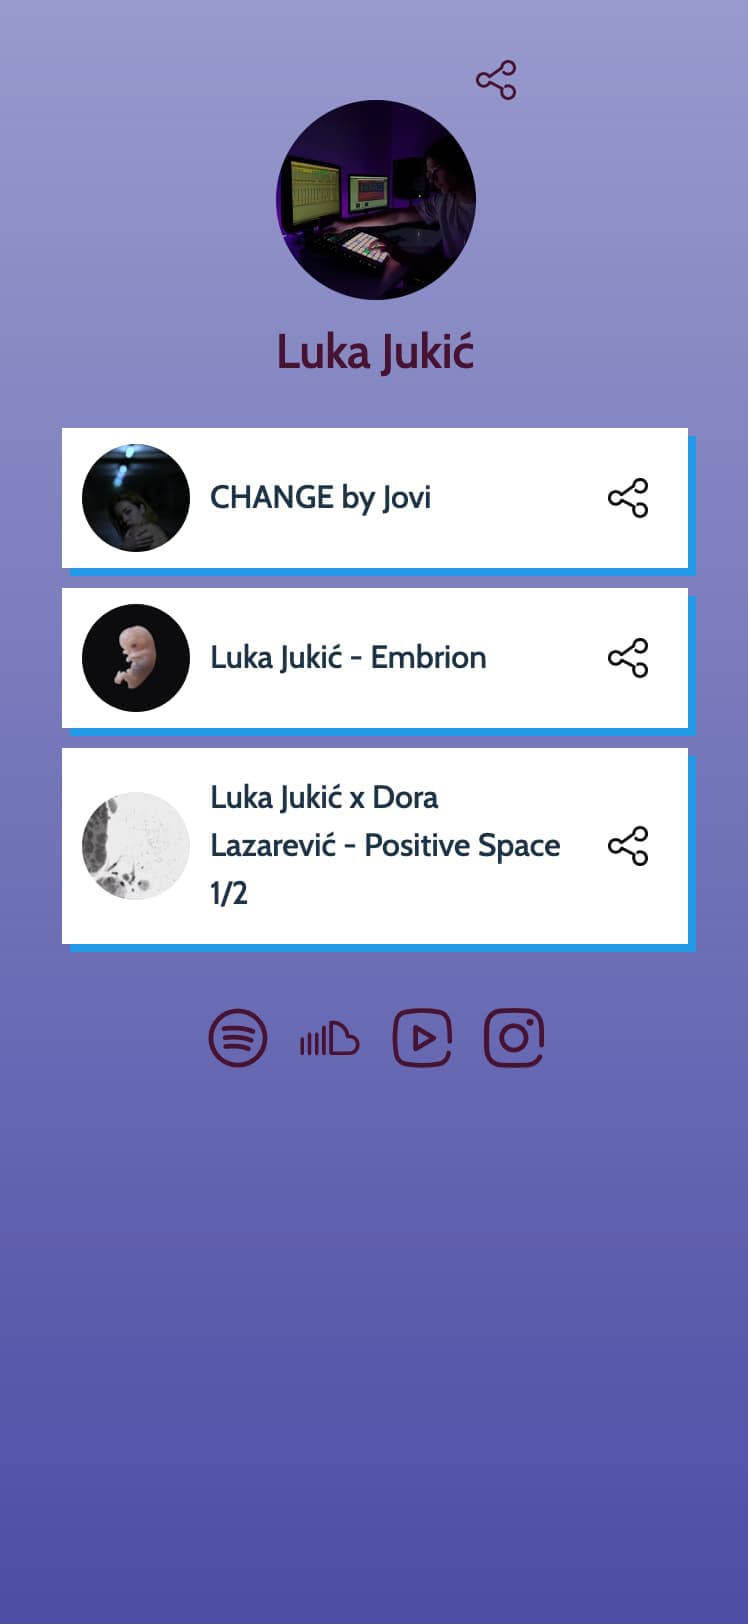 Luka Jukić
CHANGE by Jovi
Luka Jukić - Embrion
Luka Jukić x Dora
Lazarević - Positive Space
1/2